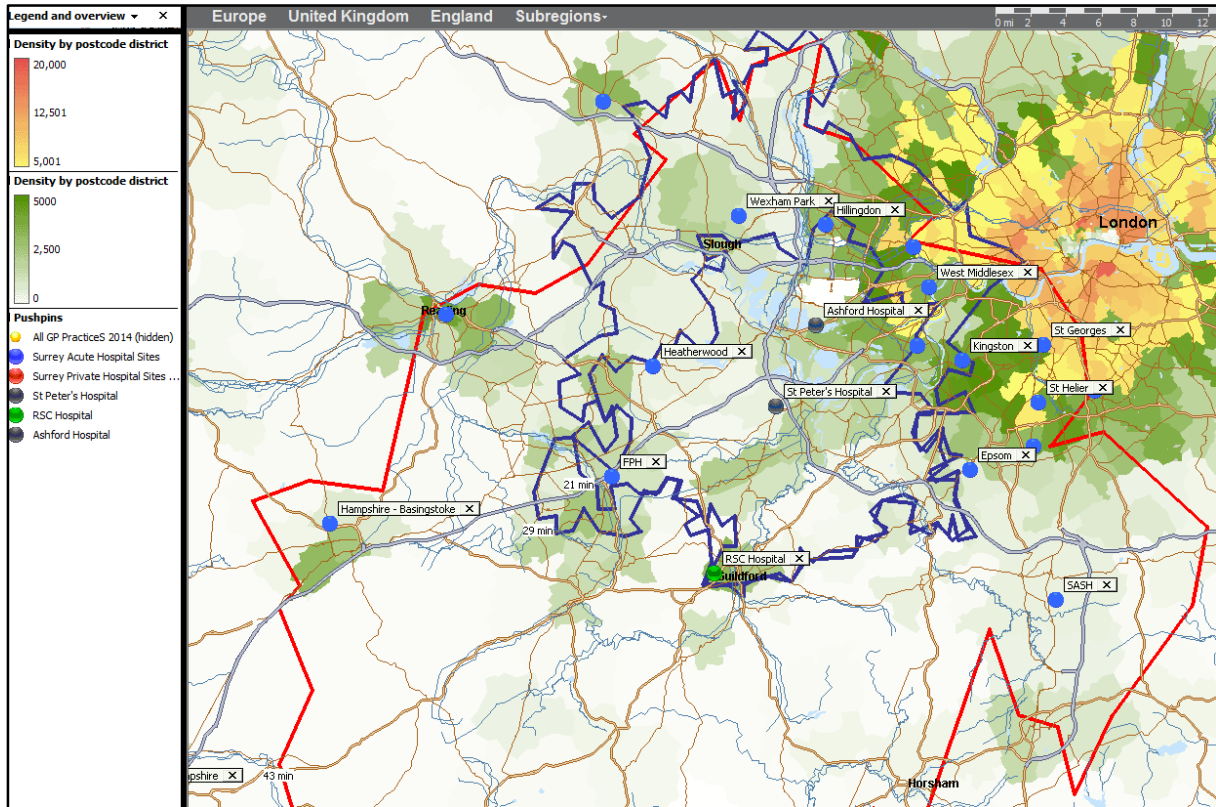 Legend and overview
Europe United Kingdom England Subregions
0 mi 2 4 6 8 10 12
Density by postcode district
20,000
12,501
5,001
Density by postcode district
5000
2,500
0
Pushpins
All GP PracticeS 2014 (hidden)
Surrey Acute Hospital Sites
Surrey Private Hospital Sites ...
St Peter's Hospital
RSC Hospital
Ashford Hospital
Wexham Park
Hillingdon
London
Slough
West Middlesex
Ashford Hospital
Reading
St Georges
Heatherwood
Kingston
St Peter's Hospital
St Helier
Epsom
FPH
21 min
Hampshire - Basingstoke
29 min
RSC Hospital
Guildford
SASH
43 min
Horsham